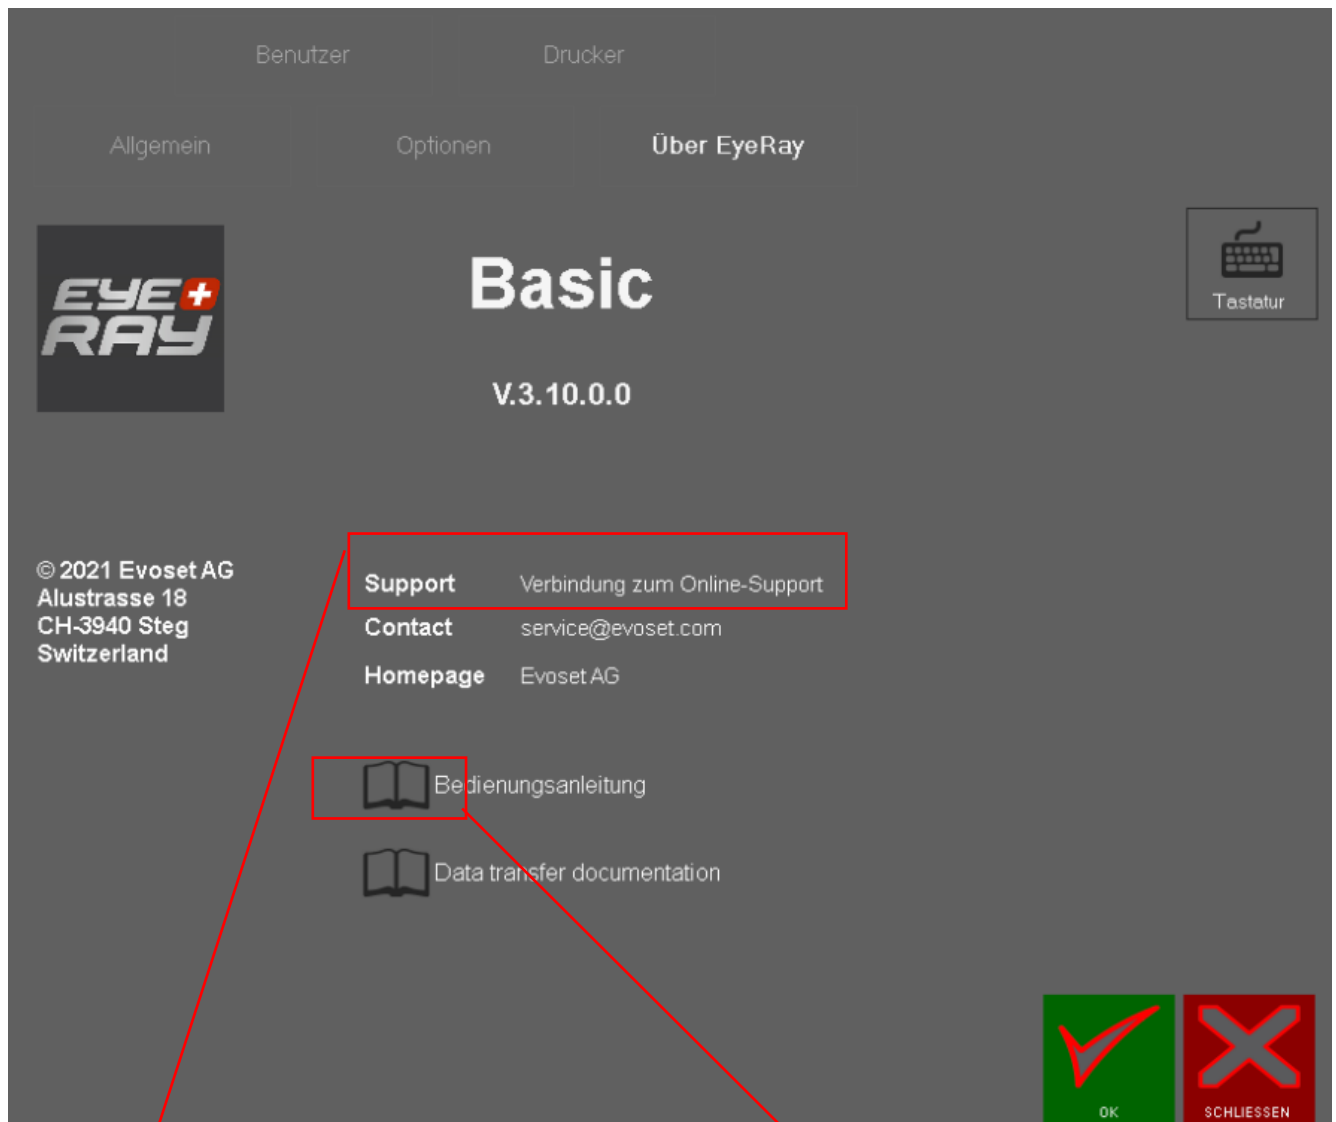 Benutzer Drucker
Allgemein Optionen Über EyeRay
EYE
RAY
Basic
Tastatur
V.3.10.0.0
© 2021 Evoset AG
Alustrasse 18
CH-3940 Steg
Switzerland
Support Verbindung zum Online-Support
Contact service@evoset.com
Homepage Evoset AG
Bedienungsanleitung
Data transfer documentation
OK SCHLIESSEN